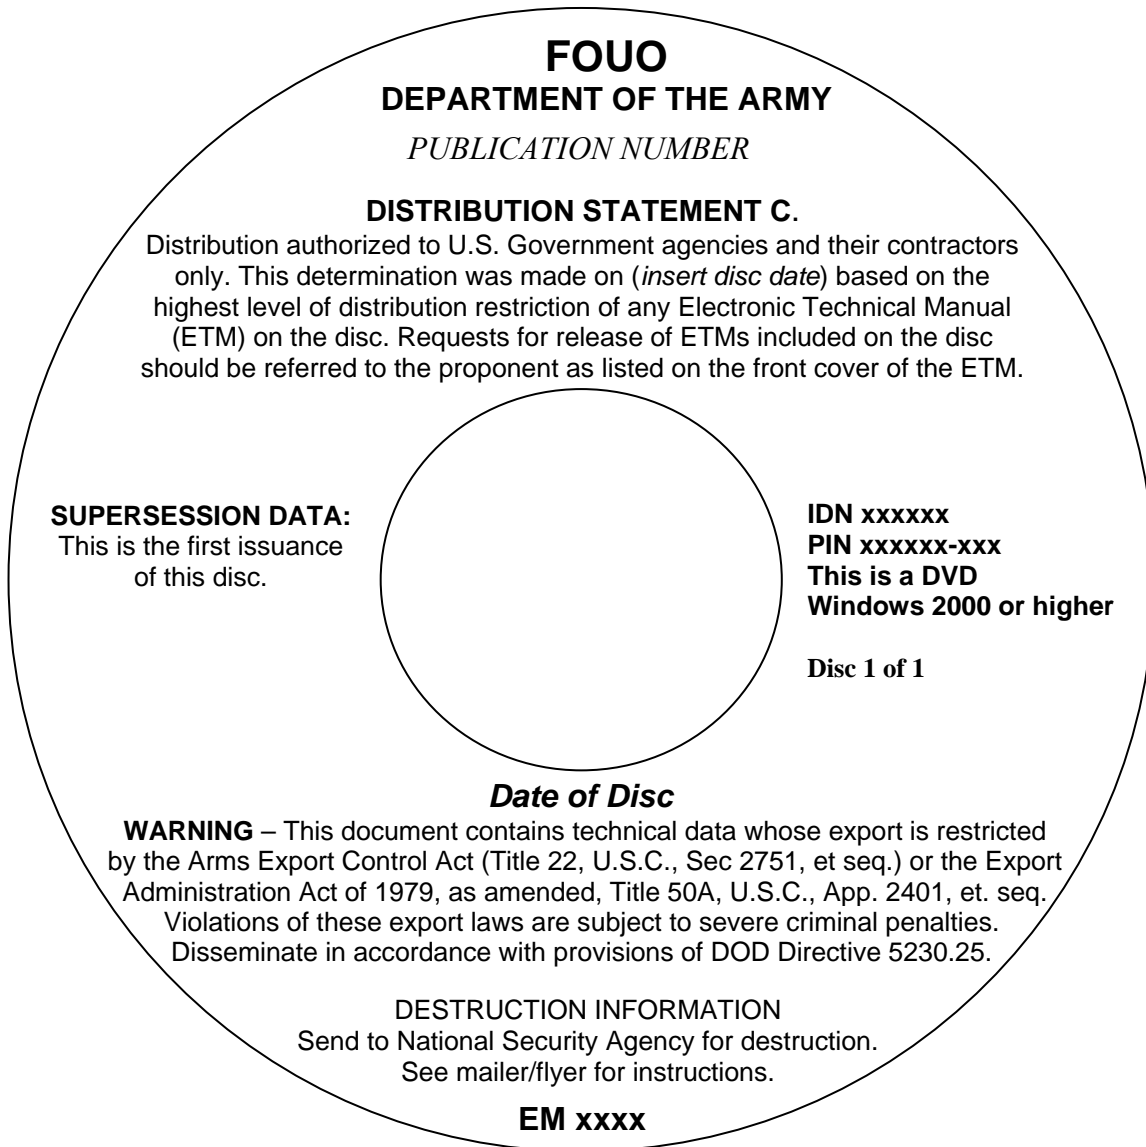 FOUO
DEPARTMENT OF THE ARMY
PUBLICATION NUMBER
DISTRIBUTION STATEMENT C.
Distribution authorized to U.S. Government agencies and their contractors
only. This determination was made on (insert disc date) based on the
highest level of distribution restriction of any Electronic Technical Manual
(ETM) on the disc. Requests for release of ETMs included on the disc
should be referred to the proponent as listed on the front cover of the ETM.
SUPERSESSION DATA:
This is the first issuance
of this disc.
IDN xxxxxx
PIN xxxxxx-xxx
This is a DVD
Windows 2000 or higher
Disc 1 of 1
Date of Disc
WARNING – This document contains technical data whose export is restricted
by the Arms Export Control Act (Title 22, U.S.C., Sec 2751, et seq.) or the Export
Administration Act of 1979, as amended, Title 50A, U.S.C., App. 2401, et. seq.
Violations of these export laws are subject to severe criminal penalties.
Disseminate in accordance with provisions of DOD Directive 5230.25.
DESTRUCTION INFORMATION
Send to National Security Agency for destruction.
See mailer/flyer for instructions.
EM xxxx